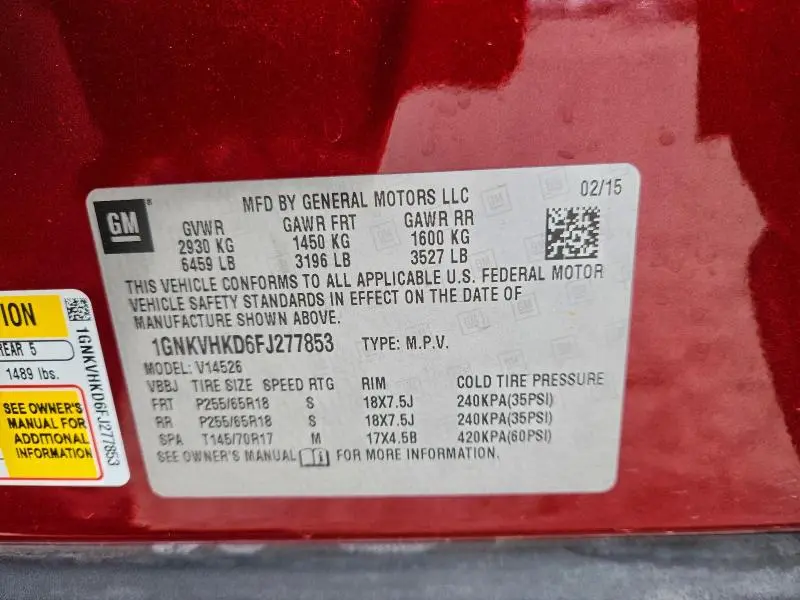 GM
®
MFD BY GENERAL MOTORS LLC
02/15
GVWR GAWR FRT GAWR RR
2930 KG 1450 KG 1600 KG
6459 LB 3196 LB 3527 LB
THIS VEHICLE CONFORMS TO ALL APPLICABLE U.S. FEDERAL MOTOR
VEHICLE SAFETY STANDARDS IN EFFECT ON THE DATE OF
MANUFACTURE SHOWN ABOVE.
1GNKVHKD6FJ277853 TYPE: M.P.V.
MODEL: V14526
VBBJ TIRE SIZE SPEED RTG RIM COLD TIRE PRESSURE
FRT P255/65R18 S 18X7.5J 240KPA(35PSI)
RR P255/65R18 S 18X7.5J 240KPA(35PSI)
SPA T145/70R17 M 17X4.5B 420KPA(60PSI)
SEE OWNER'S MANUAL FOR MORE INFORMATION.
ION
REAR 5
1489 lbs.
SEE OWNER'S
MANUAL FOR
ADDITIONAL
INFORMATION
1GNKVHKD6FJ277853